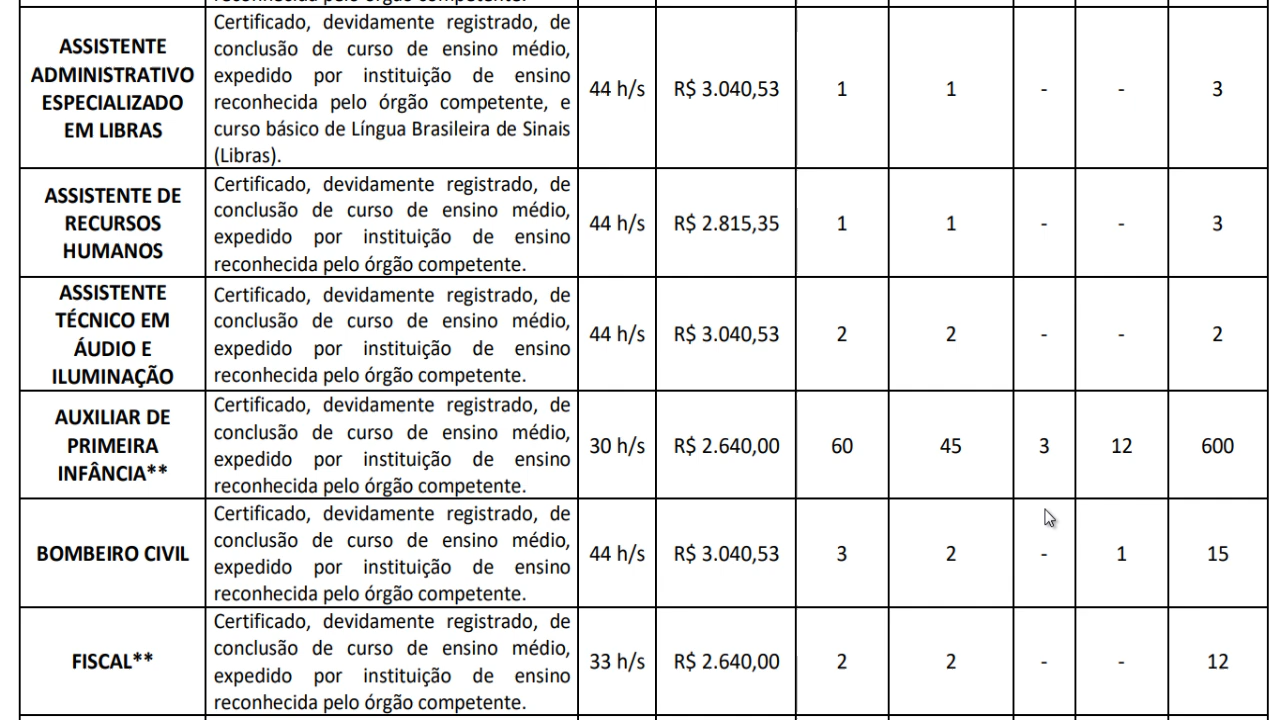 reconhecida pelo órgão competente.
ASSISTENTE
ADMINISTRATIVO
ESPECIALIZADO
EM LIBRAS
Certificado, devidamente registrado, de
conclusão de curso de ensino médio,
expedido por instituição de ensino
reconhecida pelo órgão competente, e
curso básico de Língua Brasileira de Sinais
(Libras).
44 h/s
R$ 3.040,53
1
1
-
-
3
ASSISTENTE DE
RECURSOS
HUMANOS
Certificado, devidamente registrado, de
conclusão de curso de ensino médio,
expedido por instituição de ensino
reconhecida pelo órgão competente.
44 h/s
R$ 2.815,35
1
1
-
-
3
ASSISTENTE
TÉCNICO EM
ÁUDIO E
ILUMINAÇÃO
Certificado, devidamente registrado, de
conclusão de curso de ensino médio,
expedido por instituição de ensino
reconhecida pelo órgão competente.
44 h/s
R$ 3.040,53
2
2
-
-
2
AUXILIAR DE
PRIMEIRA
INFÂNCIA**
Certificado, devidamente registrado, de
conclusão de curso de ensino médio,
expedido por instituição de ensino
reconhecida pelo órgão competente.
30 h/s
R$ 2.640,00
60
45
3
12
600
BOMBEIRO CIVIL
Certificado, devidamente registrado, de
conclusão de curso de ensino médio,
expedido por instituição de ensino
reconhecida pelo órgão competente.
44 h/s
R$ 3.040,53
3
2
-
1
15
FISCAL**
Certificado, devidamente registrado, de
conclusão de curso de ensino médio,
expedido por instituição de ensino
reconhecida pelo órgão competente.
33 h/s
R$ 2.640,00
2
2
-
-
12